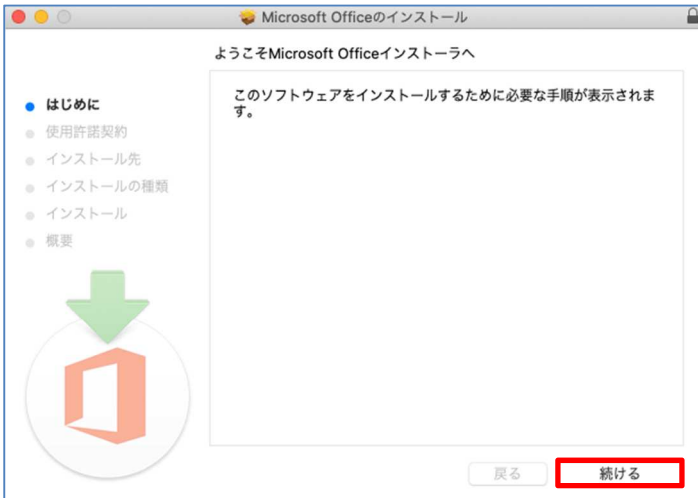 Microsoft Officeのインストール
ようこそMicrosoft Officeインストーラへ
はじめに
使用許諾契約
インストール先
インストールの種類
インストール
概要
このソフトウェアをインストールするために必要な手順が表示されま
す。
戻る
続ける